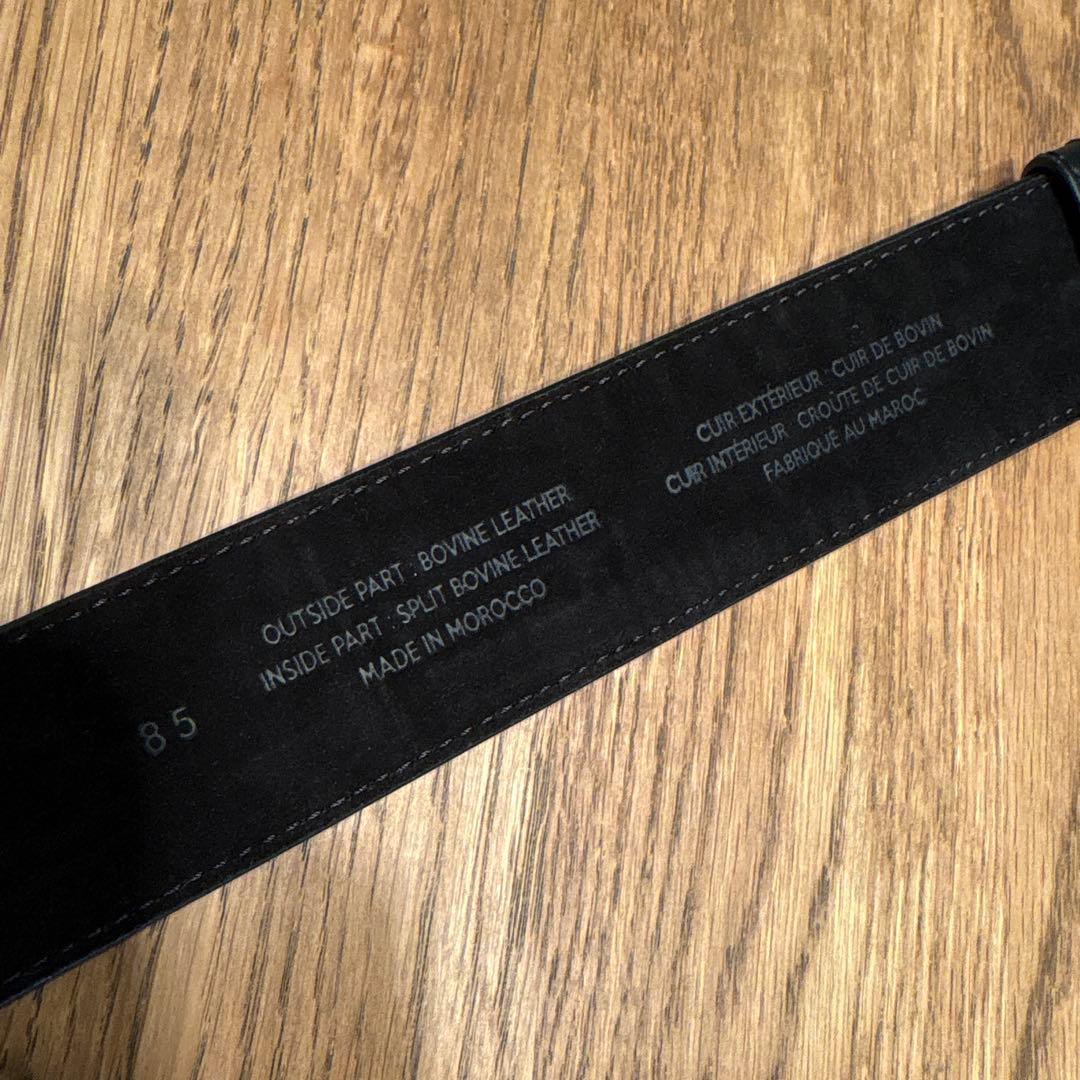 85
OUTSIDE PART : BOVINE LEATHER
INSIDE PART : SPLIT BOVINE LEATHER
MADE IN MOROCCO
CUIR EXTÉRIEUR : CUIR DE BOVIN
CUIR INTÉRIEUR : CROÛTE DE CUIR DE BOVIN
FABRIQUÉ AU MAROC